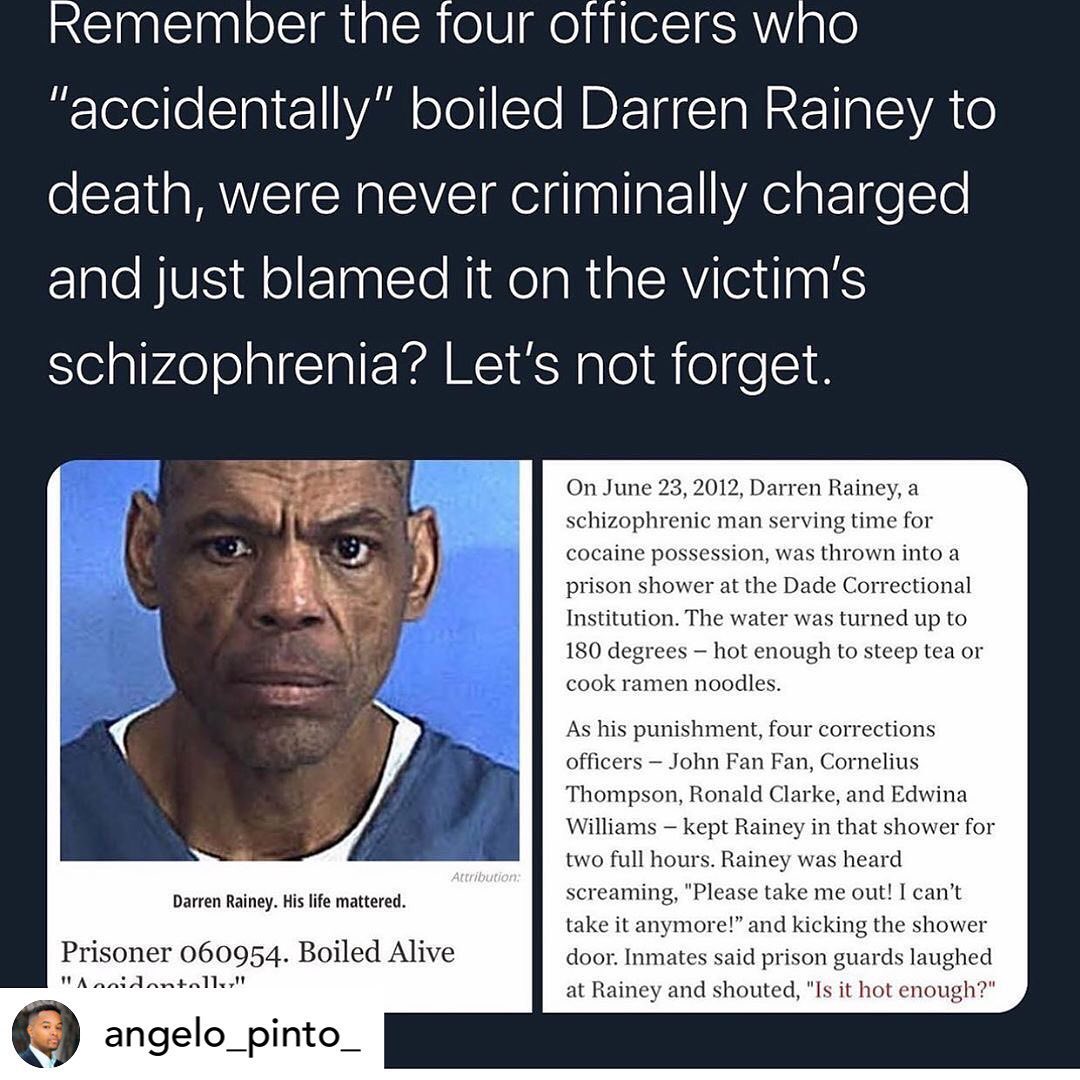 Remember the four officers who
"accidentally" boiled Darren Rainey to
death, were never criminally charged
and just blamed it on the victim's
schizophrenia? Let's not forget.
Attribution:
Darren Rainey. His life mattered.
Prisoner 060954. Boiled Alive
"Accidentally"
On June 23, 2012, Darren Rainey, a
schizophrenic man serving time for
cocaine possession, was thrown into a
prison shower at the Dade Correctional
Institution. The water was turned up to
180 degrees – hot enough to steep tea or
cook ramen noodles.
As his punishment, four corrections
officers – John Fan Fan, Cornelius
Thompson, Ronald Clarke, and Edwina
Williams – kept Rainey in that shower for
two full hours. Rainey was heard
screaming, "Please take me out! I can't
take it anymore!” and kicking the shower
door. Inmates said prison guards laughed
at Rainey and shouted, "Is it hot enough?"
angelo_pinto_